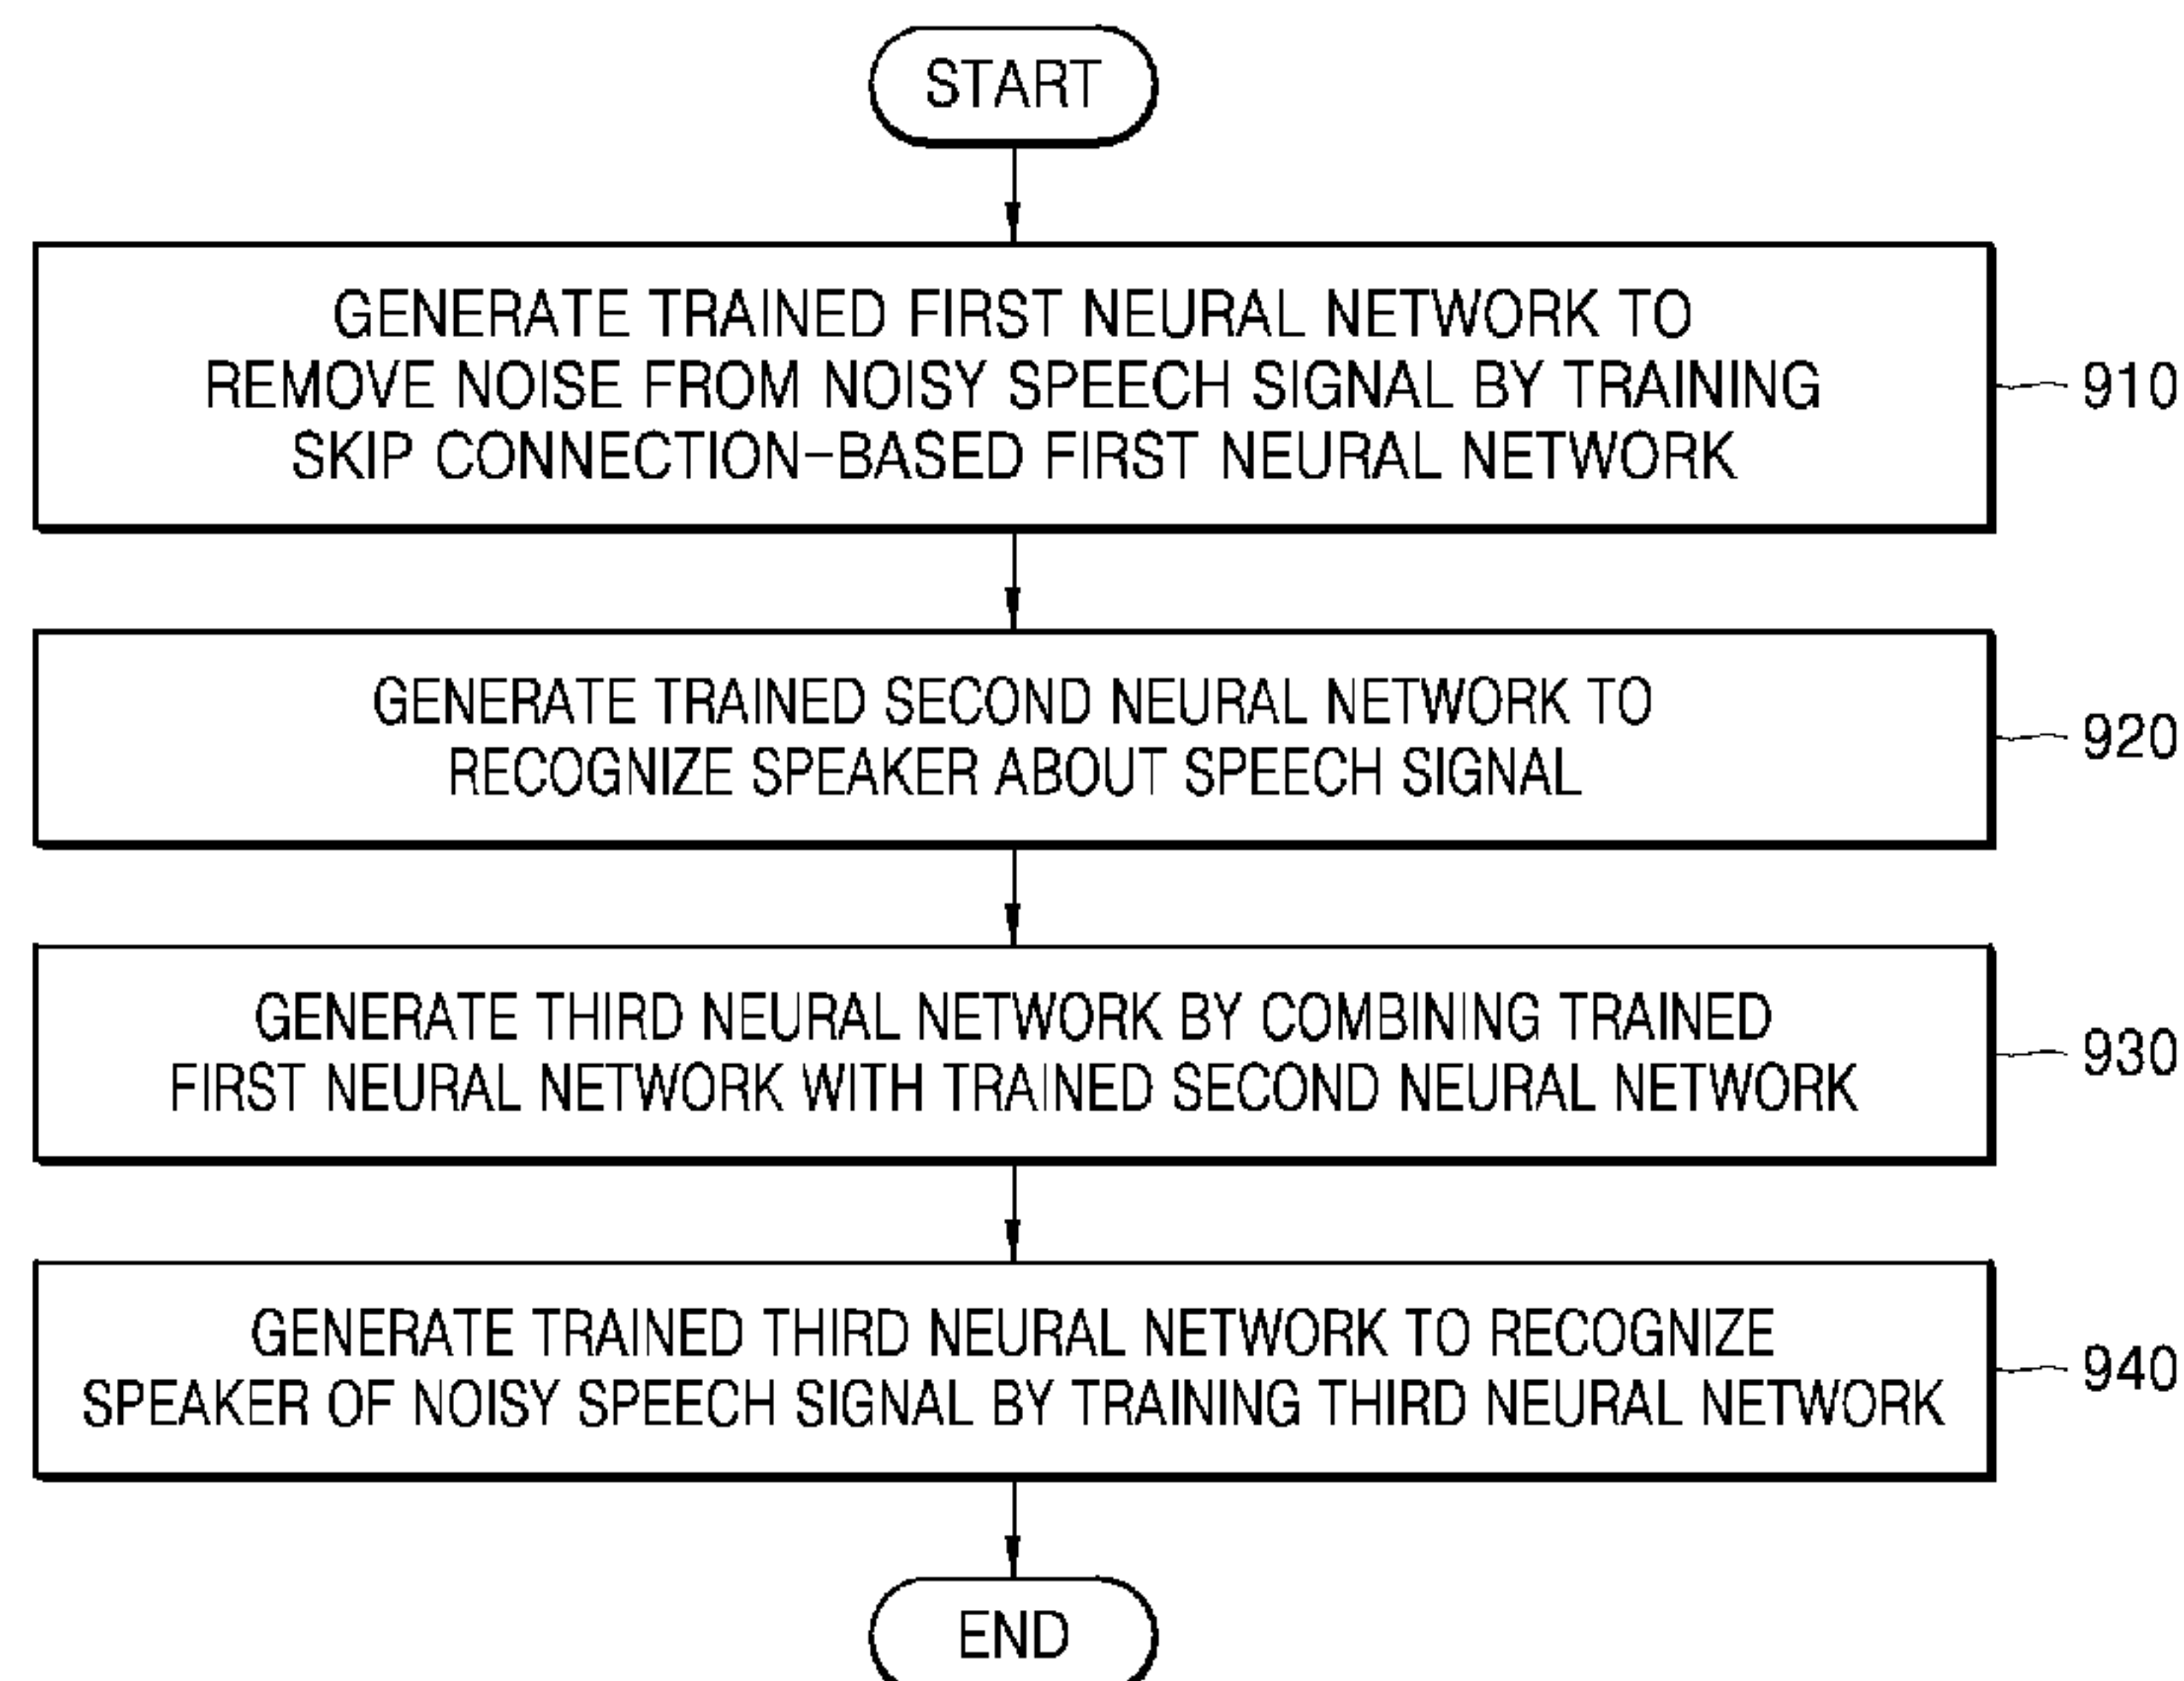 START
GENERATE TRAINED FIRST NEURAL NETWORK TO
REMOVE NOISE FROM NOISY SPEECH SIGNAL BY TRAINING
SKIP CONNECTION-BASED FIRST NEURAL NETWORK
910
GENERATE TRAINED SECOND NEURAL NETWORK TO
RECOGNIZE SPEAKER ABOUT SPEECH SIGNAL
920
GENERATE THIRD NEURAL NETWORK BY COMBINING TRAINED
FIRST NEURAL NETWORK WITH TRAINED SECOND NEURAL NETWORK
930
GENERATE TRAINED THIRD NEURAL NETWORK TO RECOGNIZE
SPEAKER OF NOISY SPEECH SIGNAL BY TRAINING THIRD NEURAL NETWORK
940
END